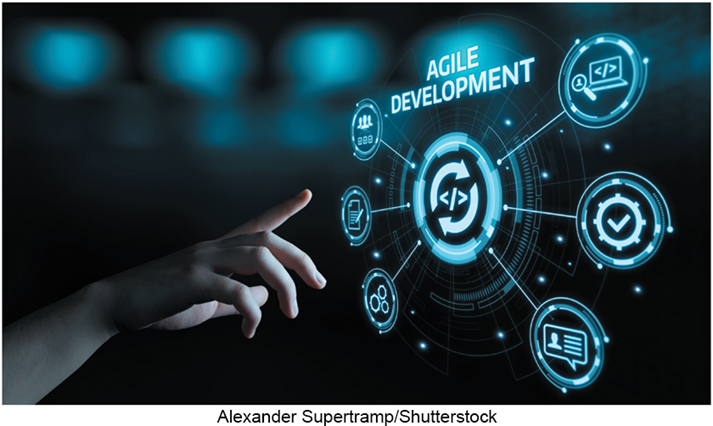 AGILE
DEVELOPMENT
</>
</>
Alexander Supertramp/Shutterstock